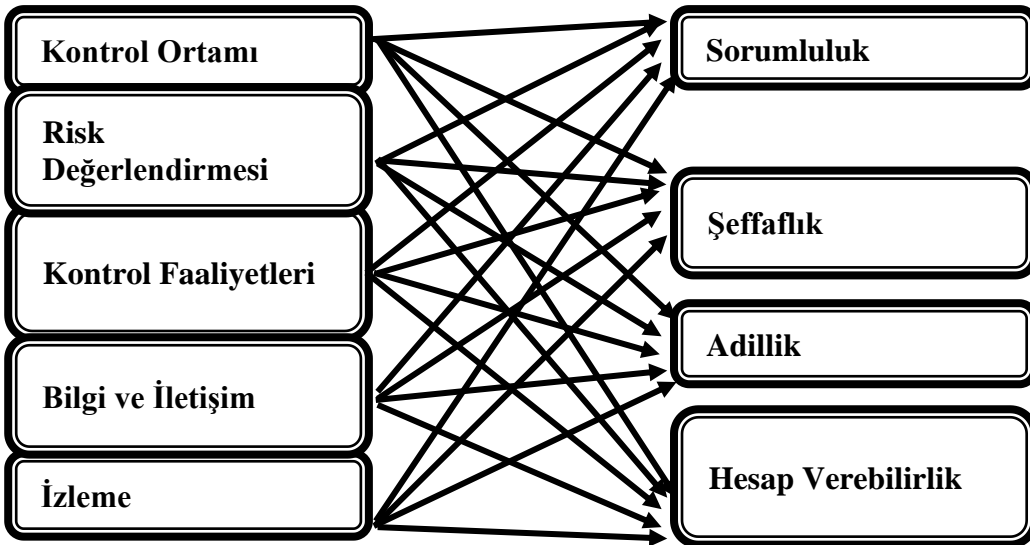 Kontrol Ortamı
Risk
Değerlendirmesi
Kontrol Faaliyetleri
Bilgi ve İletişim
İzleme
Sorumluluk
Şeffaflık
Adillik
Hesap Verebilirlik